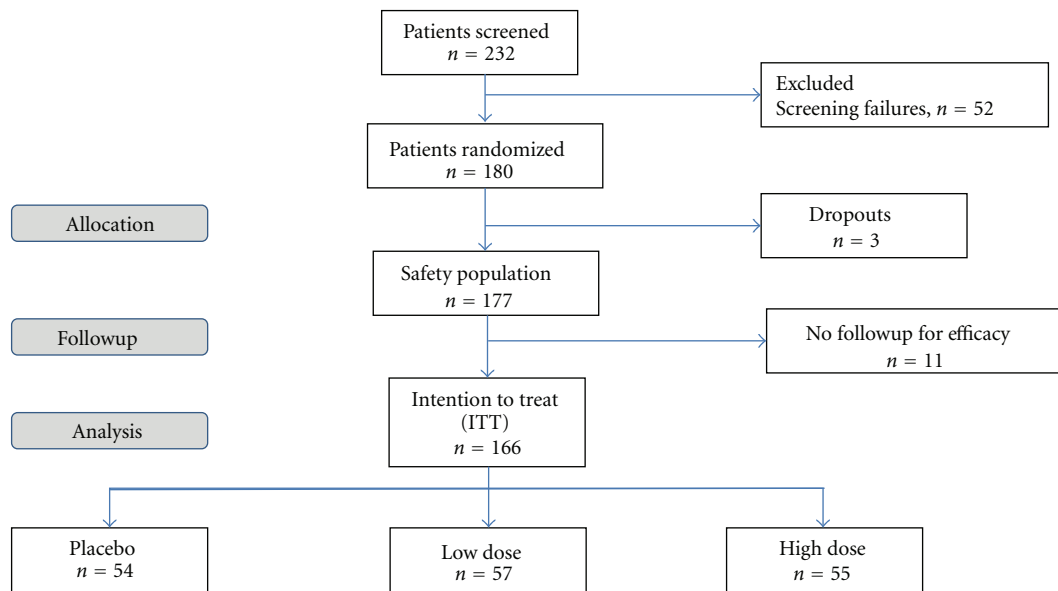 Patients screened
n = 232
Excluded
Screening failures, n = 52
Patients randomized
n = 180
Allocation
Dropouts
n = 3
Safety population
n = 177
Followup
No followup for efficacy
n = 11
Intention to treat
(ITT)
n = 166
Analysis
Placebo
n = 54
Low dose
n = 57
High dose
n = 55